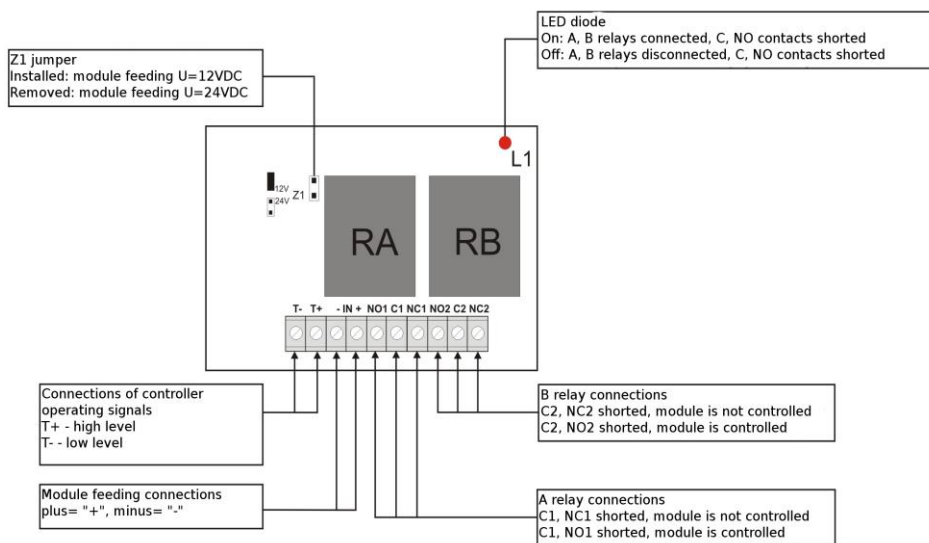 LED diode
On: A, B relays connected, C, NO contacts shorted
Off: A, B relays disconnected, C, NO contacts shorted
Z1 jumper
Installed: module feeding U=12VDC
Removed: module feeding U=24VDC
L1
12V
24V
Z1
RA
RB
T- T+ - IN + NO1 C1 NC1 NO2 C2 NC2
Connections of controller
operating signals
T+ - high level
T- - low level
B relay connections
C2, NC2 shorted, module is not controlled
C2, NO2 shorted, module is controlled
Module feeding connections
plus= "+", minus= "-"
A relay connections
C1, NC1 shorted, module is not controlled
C1, NO1 shorted, module is controlled